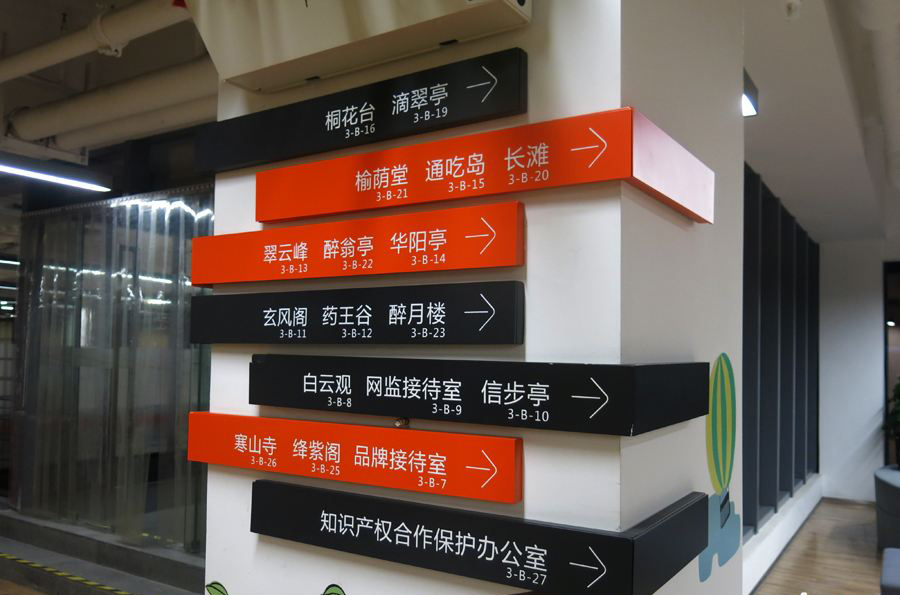 桐花台 滴翠亭
3-B-16 3-B-19
榆荫堂 通吃岛 长滩
3-B-21 3-B-15 3-B-20
翠云峰 醉翁亭 华阳亭
3-B-13 3-B-22 3-B-14
玄风阁 药王谷 醉月楼
3-B-11 3-B-12 3-B-23
白云观 网监接待室 信步亭
3-B-8 3-B-9 3-B-10
寒山寺 绛紫阁 品牌接待室
3-B-26 3-B-25 3-B-7
知识产权合作保护办公室
3-B-27